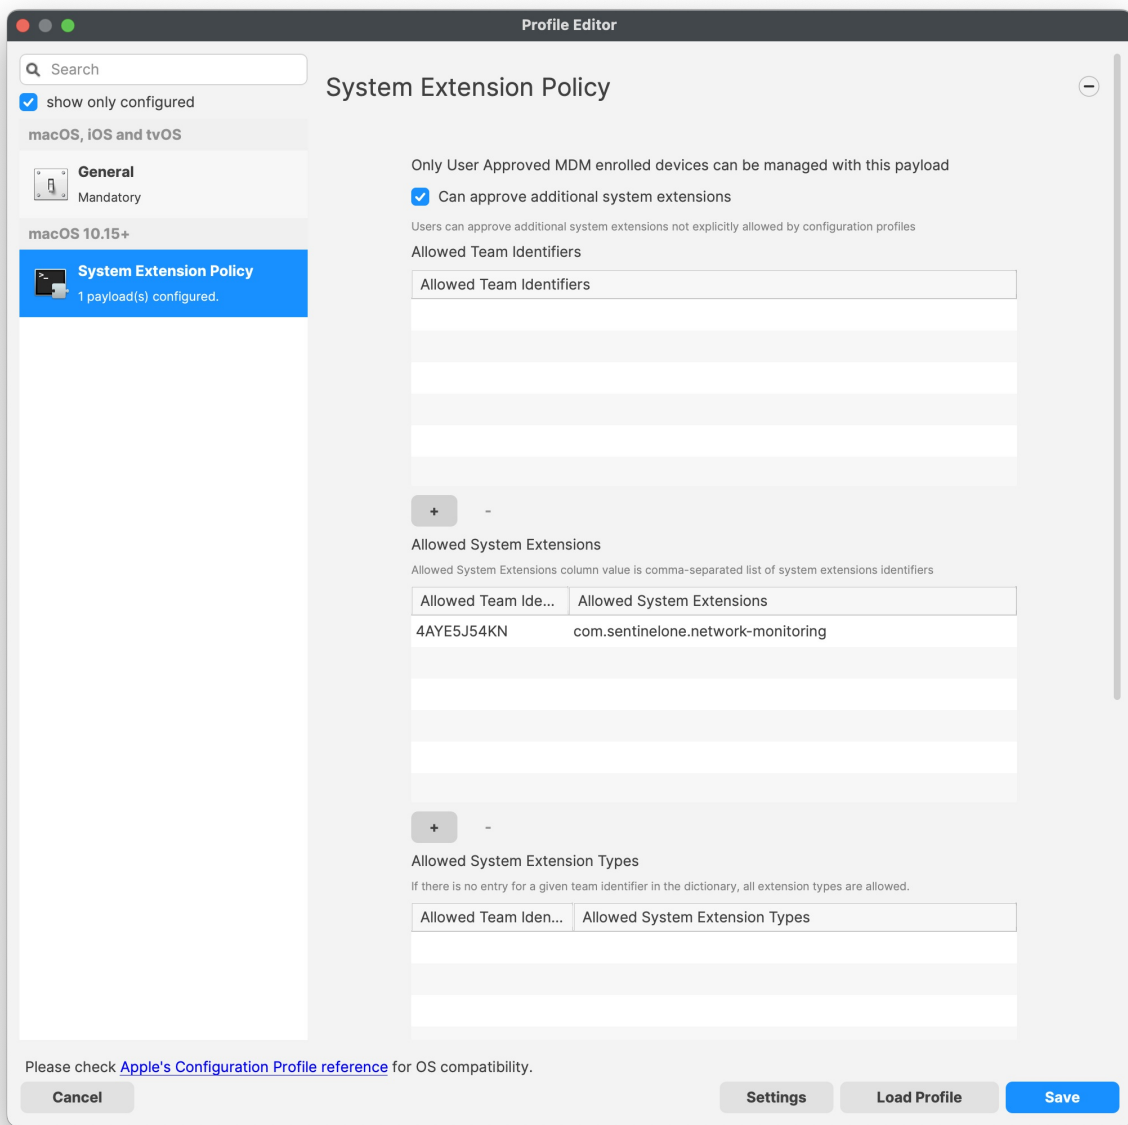 Profile Editor
Search
show only configured
macOS, iOS and tvOS
General
Mandatory
macOS 10.15+
System Extension Policy
1 payload(s) configured.
System Extension Policy
Only User Approved MDM enrolled devices can be managed with this payload
Can approve additional system extensions
Users can approve additional system extensions not explicitly allowed by configuration profiles
Allowed Team Identifiers
Allowed Team Identifiers
+ -
Allowed System Extensions
Allowed System Extensions column value is comma-separated list of system extensions identifiers
Allowed Team Ide... Allowed System Extensions
4AYE5J54KN com.sentinelone.network-monitoring
+ -
Allowed System Extension Types
If there is no entry for a given team identifier in the dictionary, all extension types are allowed.
Allowed Team Iden... Allowed System Extension Types
Please check Apple's Configuration Profile reference for OS compatibility.
Cancel Settings Load Profile Save